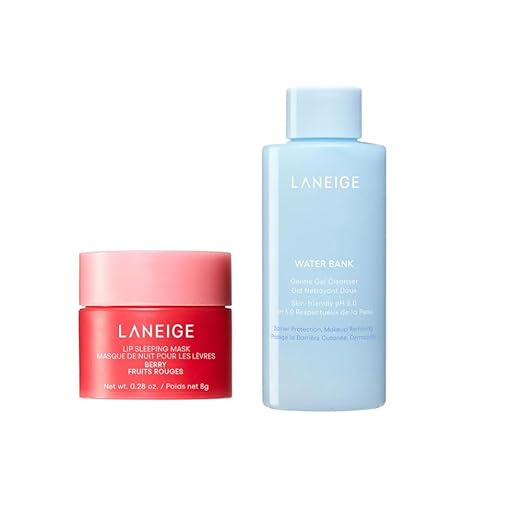 LANEIGE
LIP SLEEPING MASK
MASQUE DE NUIT POUR LES LÈVRES
BERRY
FRUITS ROUGES
Net wt. 0.28 oz. / Poids net 8g
LANEIGE
WATER BANK
Gentle Gel Cleanser
Gel Nettoyant Doux
Skin-friendly pH 5.0
pH 5.0 Respectueux de la Peau
Barrier Protection, Makeup Removing
Protège la Barrière Cutanée,